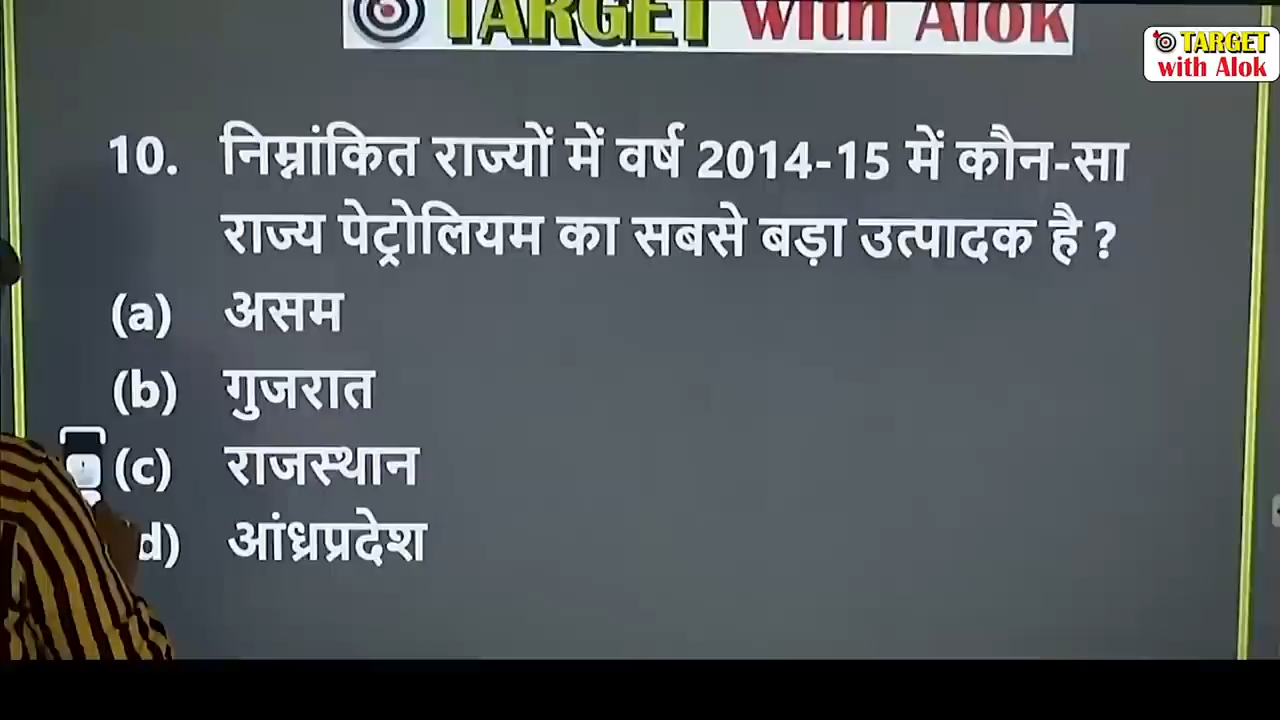 TARGET with Alok
TARGET
with Alok
10. निम्नांकित राज्यों में वर्ष 2014-15 में कौन-सा
राज्य पेट्रोलियम का सबसे बड़ा उत्पादक है ?
(a) असम
(b) गुजरात
(c) राजस्थान
d) आंध्रप्रदेश